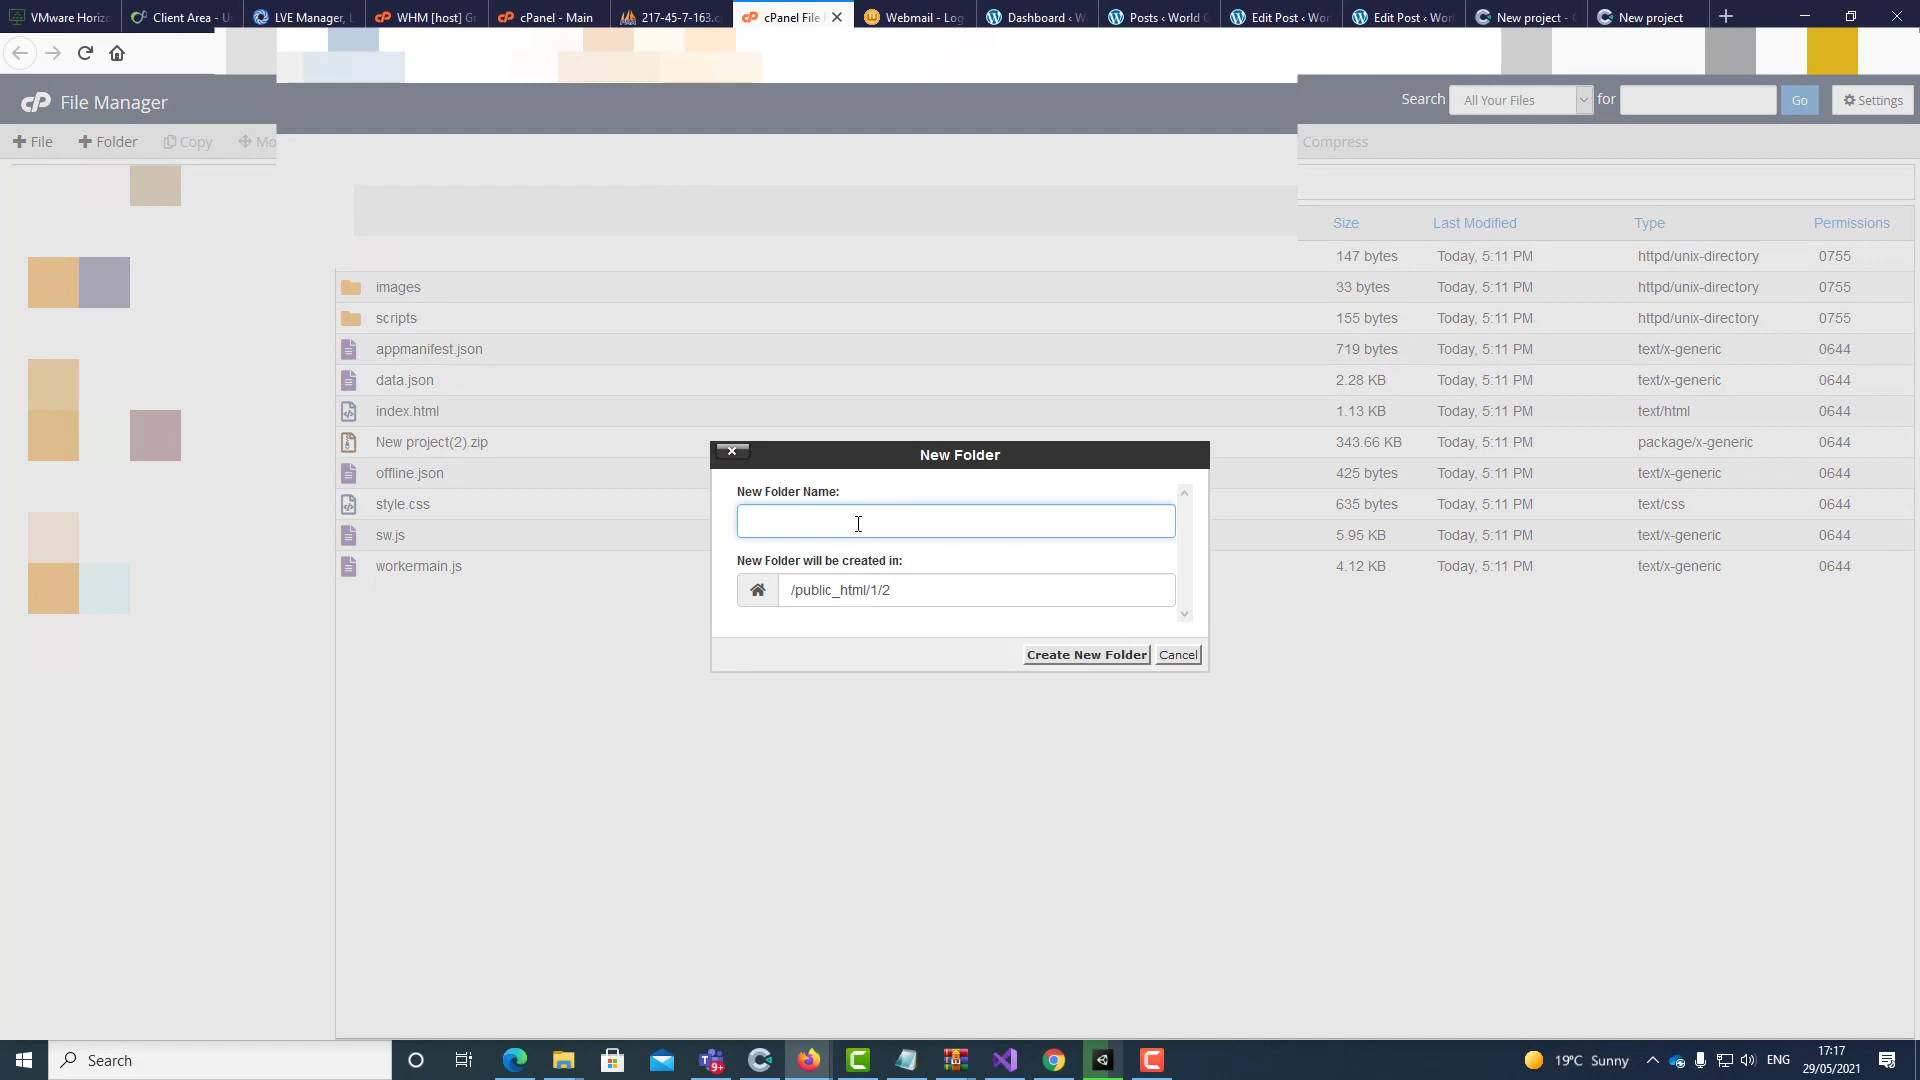 VMware Horiz
Client Area - U
LVE Manager, L
WHM [host] G
cPanel - Main
217-45-7-163.c
cPanel File
Webmail - Log
Dashboard ‹ W
Posts ‹ World G
Edit Post ‹ Wor
Edit Post ‹ Wor
New project -
New project
cP File Manager
Search
All Your Files
for
Go
Settings
File
Folder
Copy
Mo
Compress
Size Last Modified Type Permissions
147 bytes Today, 5:11 PM httpd/unix-directory 0755
images 33 bytes Today, 5:11 PM httpd/unix-directory 0755
scripts 155 bytes Today, 5:11 PM httpd/unix-directory 0755
appmanifest.json 719 bytes Today, 5:11 PM text/x-generic 0644
data.json 2.28 KB Today, 5:11 PM text/x-generic 0644
index.html 1.13 KB Today, 5:11 PM text/html 0644
New project(2).zip 343.66 KB Today, 5:11 PM package/x-generic 0644
offline.json 425 bytes Today, 5:11 PM text/x-generic 0644
style.css 635 bytes Today, 5:11 PM text/css 0644
sw.js 5.95 KB Today, 5:11 PM text/x-generic 0644
workermain.js 4.12 KB Today, 5:11 PM text/x-generic 0644
New Folder
New Folder Name:
New Folder will be created in:
/public_html/1/2
Create New Folder
Cancel
Search
9+
19°C Sunny
ENG
17:17
29/05/2021